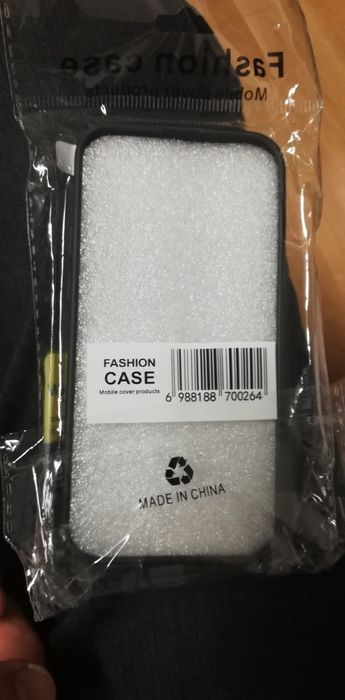 Fashion case
Mobile cover products
FASHION
CASE
Mobile cover products
6 988188 700264
MADE IN CHINA